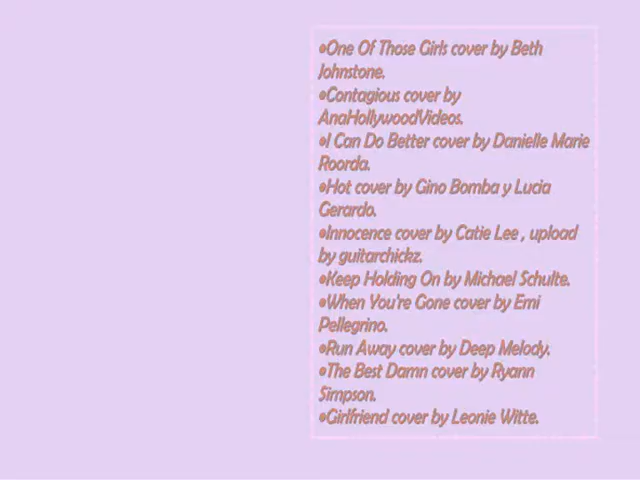 •One Of Those Girls cover by Beth
Johnstone.
•Contagious cover by
AnaHollywoodVideos.
•I Can Do Better cover by Danielle Marie
Roorda.
•Hot cover by Gino Bomba y Lucia
Gerardo.
•Innocence cover by Catie Lee , upload
by guitarchickz.
•Keep Holding On by Michael Schulte.
•When You're Gone cover by Emi
Pellegrino.
•Run Away cover by Deep Melody.
•The Best Damn cover by Ryann
Simpson.
•Girlfriend cover by Leonie Witte.